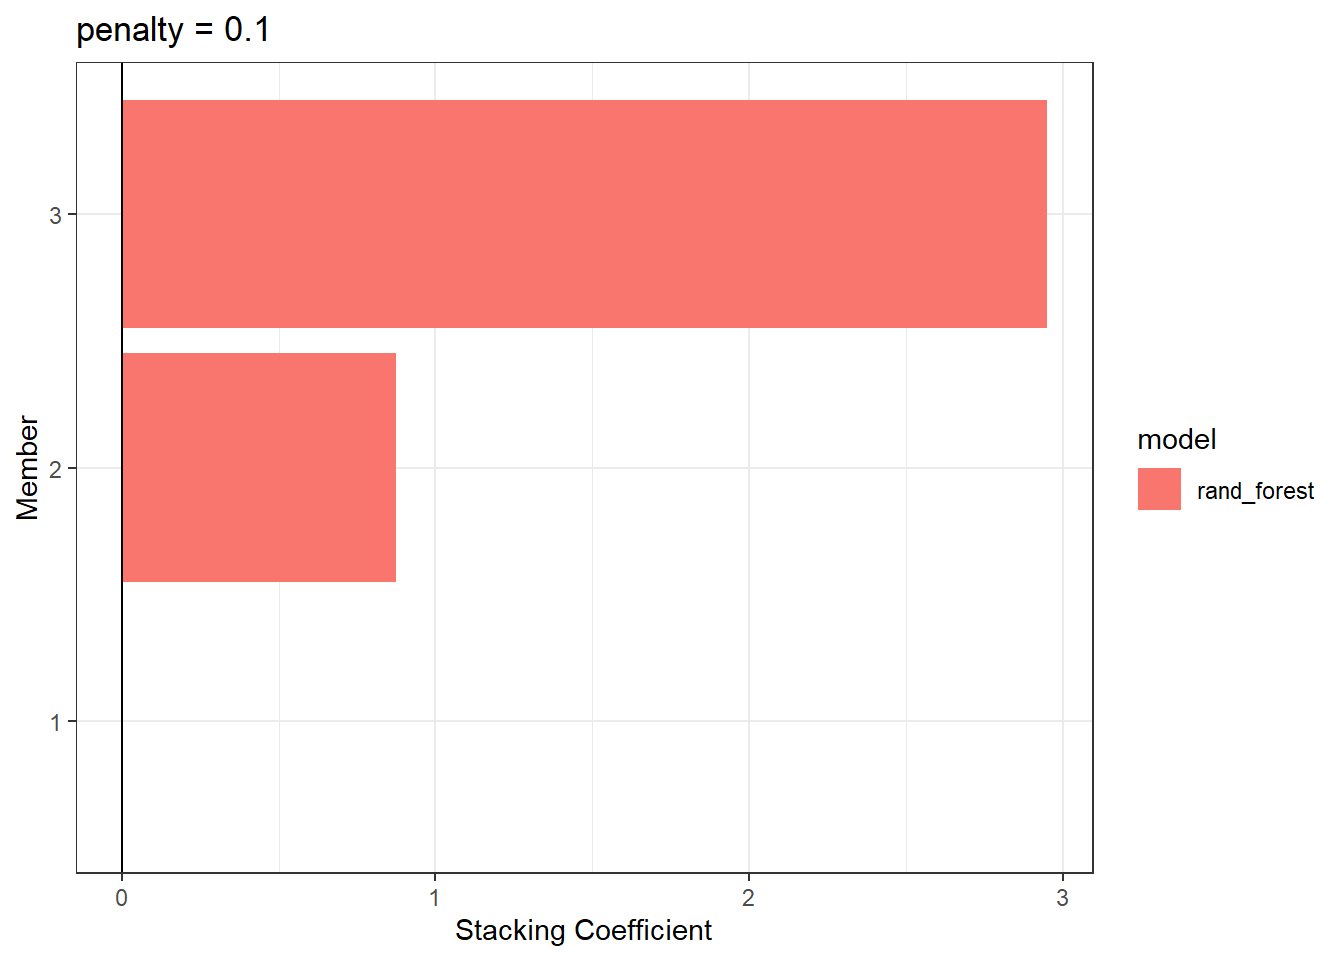 penalty = 0.1
3
2
1
Member
0 1 2 3
Stacking Coefficient
model
rand_forest